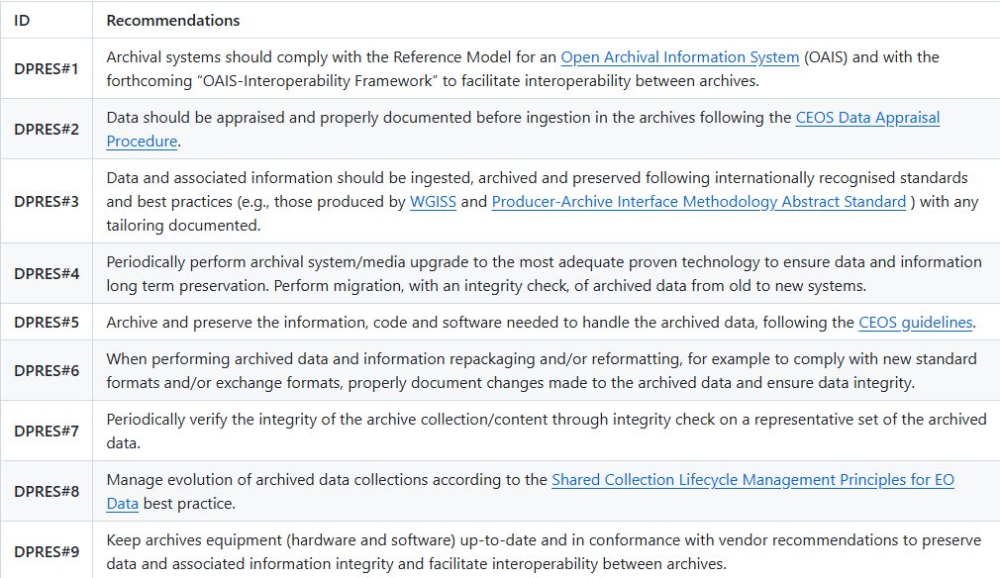 ID Recommendations
DPRES#1 Archival systems should comply with the Reference Model for an Open Archival Information System (OAIS) and with the
forthcoming “OAIS-Interoperability Framework” to facilitate interoperability between archives.
DPRES#2 Data should be appraised and properly documented before ingestion in the archives following the CEOS Data Appraisal
Procedure.
DPRES#3 Data and associated information should be ingested, archived and preserved following internationally recognised standards
and best practices (e.g., those produced by WGISS and Producer-Archive Interface Methodology Abstract Standard ) with any
tailoring documented.
DPRES#4 Periodically perform archival system/media upgrade to the most adequate proven technology to ensure data and information
long term preservation. Perform migration, with an integrity check, of archived data from old to new systems.
DPRES#5 Archive and preserve the information, code and software needed to handle the archived data, following the CEOS guidelines.
DPRES#6 When performing archived data and information repackaging and/or reformatting, for example to comply with new standard
formats and/or exchange formats, properly document changes made to the archived data and ensure data integrity.
DPRES#7 Periodically verify the integrity of the archive collection/content through integrity check on a representative set of the archived
data.
DPRES#8 Manage evolution of archived data collections according to the Shared Collection Lifecycle Management Principles for EO
Data best practice.
DPRES#9 Keep archives equipment (hardware and software) up-to-date and in conformance with vendor recommendations to preserve
data and associated information integrity and facilitate interoperability between archives.